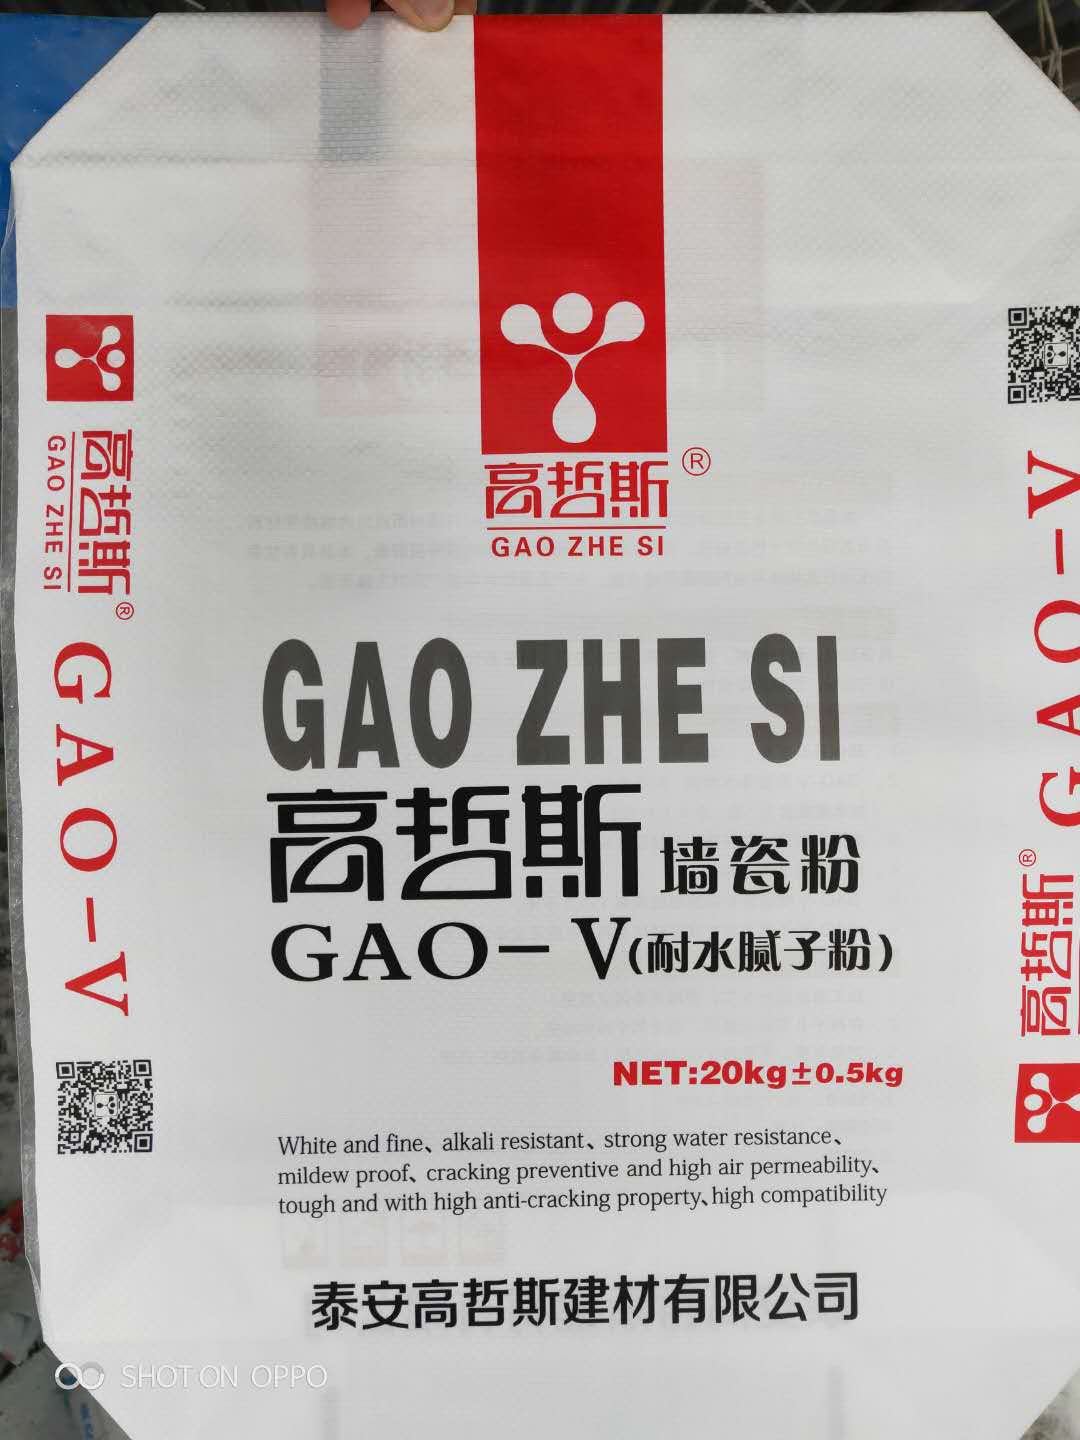 高哲斯®
GAO ZHE SI
高哲斯®
GAO ZHE SI
GAO-V
GAO ZHE SI
高哲斯 墙瓷粉
GAO-V(耐水腻子粉)
NET:20kg±0.5kg
White and fine、alkali resistant、strong water resistance、
mildew proof、cracking preventive and high air permeability、
tough and with high anti-cracking property、high compatibility
泰安高哲斯建材有限公司
高哲斯®
GAO-V
SHOT ON OPPO